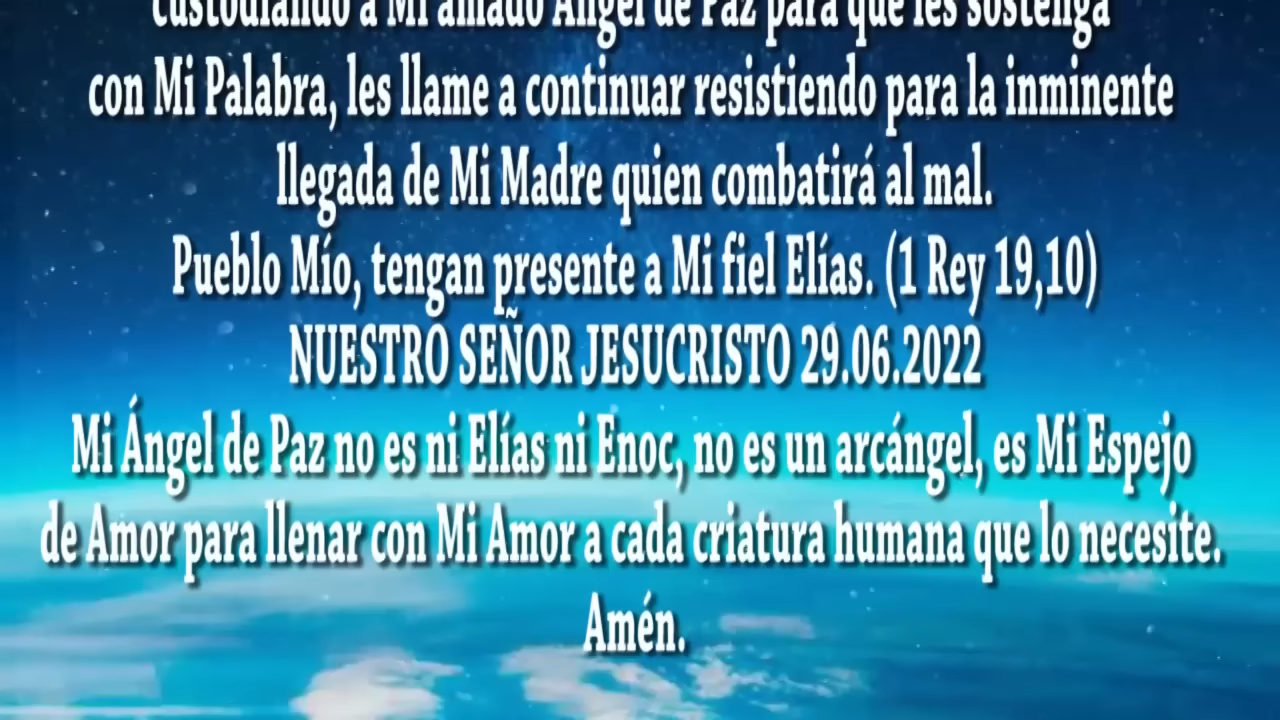 custodiando a Mi amado Ángel de Paz para que les sostenga
con Mi Palabra, les llame a continuar resistiendo para la inminente
llegada de Mi Madre quien combatirá al mal.
Pueblo Mío, tengan presente a Mi fiel Elías. (1 Rey 19,10)
NUESTRO SEÑOR JESUCRISTO 29.06.2022
Mi Ángel de Paz no es ni Elías ni Enoc, no es un arcángel, es Mi Espejo
de Amor para llenar con Mi Amor a cada criatura humana que lo necesite.
Amén.